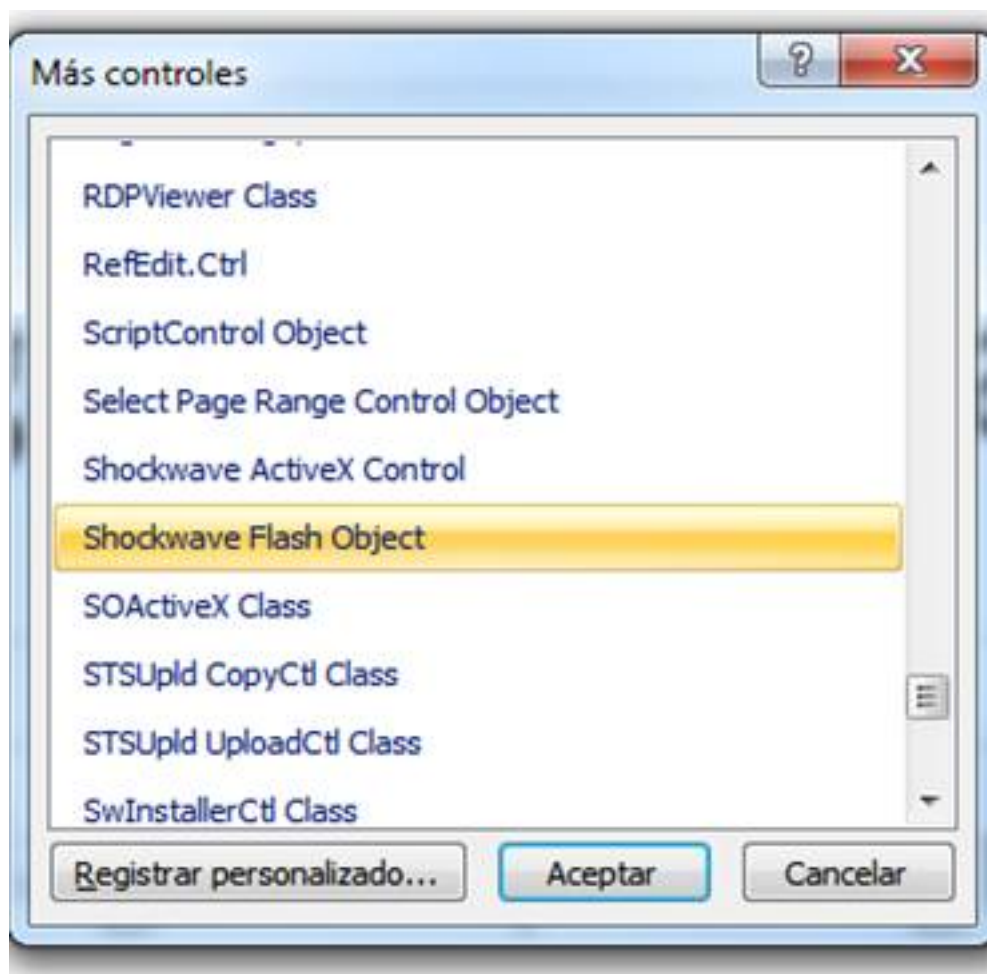 Más controles
RDPViewer Class
RefEdit.Ctrl
ScriptControl Object
Select Page Range Control Object
Shockwave ActiveX Control
Shockwave Flash Object
SOActiveX Class
STSUpld CopyCtl Class
STSUpld UploadCtl Class
SwInstallerCtl Class
Registrar personalizado... Aceptar Cancelar